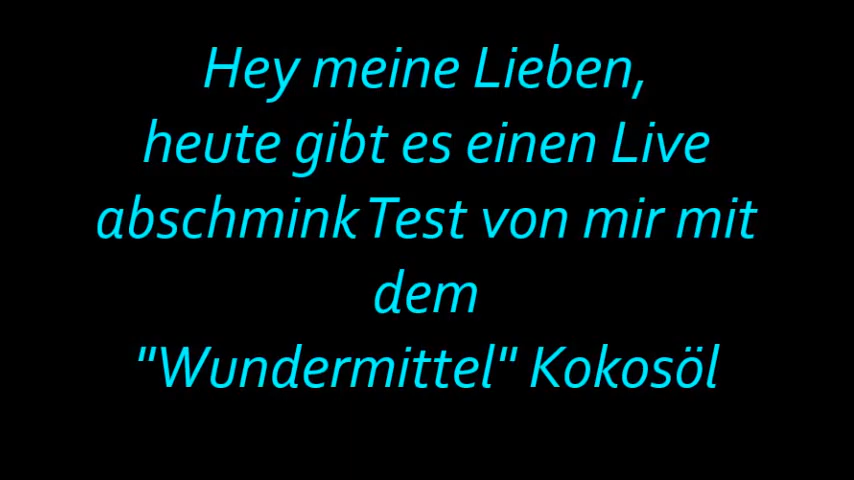 Hey meine Lieben,
heute gibt es einen Live
abschmink Test von mir mit
dem
"Wundermittel" Kokosöl